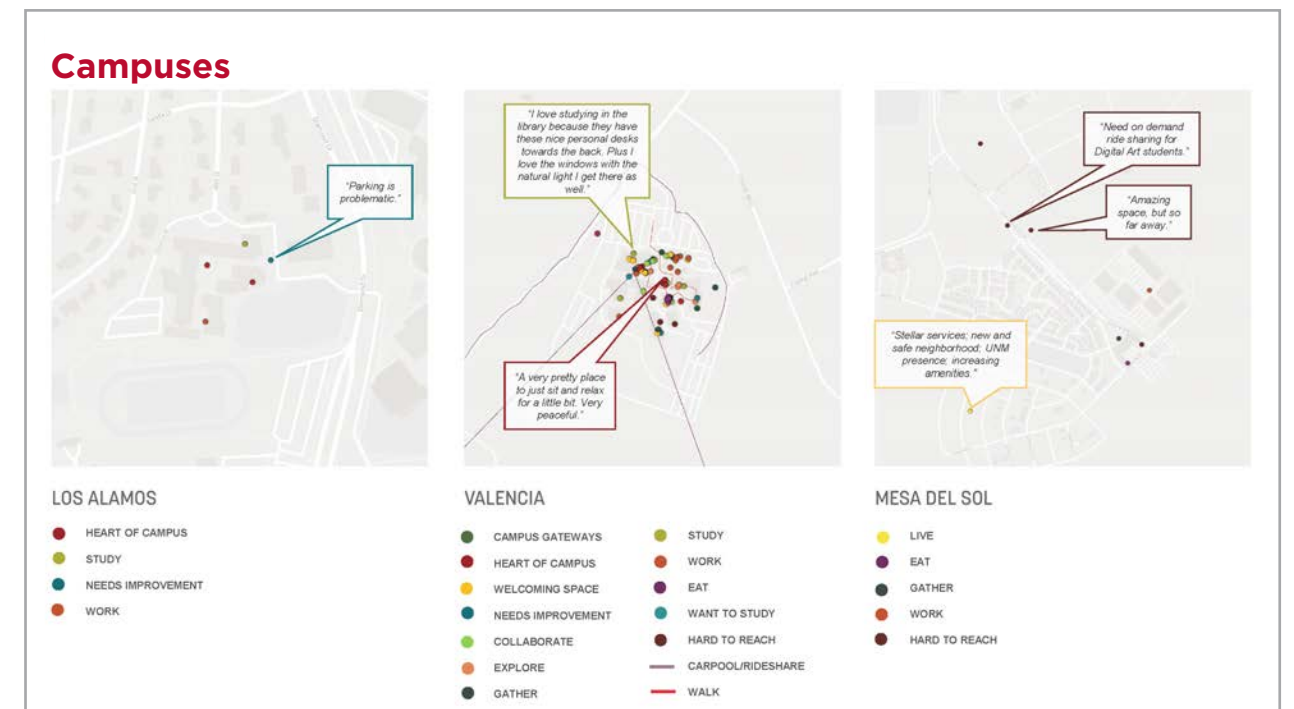 Campuses
"Parking is
problematic."
"I love studying in the
library because they have
these nice personal desks
towards the back. Plus I
love the windows with the
natural light I get there as
well."
"A very pretty place
to just sit and relax
for a little bit. Very
peaceful."
"Need on demand
ride sharing for
Digital Art students."
"Amazing
space, but so
far away."
"Stellar services; new and
safe neighborhood; UNM
presence; increasing
amenities."
LOS ALAMOS
HEART OF CAMPUS
STUDY
NEEDS IMPROVEMENT
WORK
VALENCIA
CAMPUS GATEWAYS
HEART OF CAMPUS
WELCOMING SPACE
NEEDS IMPROVEMENT
COLLABORATE
EXPLORE
GATHER
STUDY
WORK
EAT
WANT TO STUDY
HARD TO REACH
CARPOOL/RIDESHARE
WALK
MESA DEL SOL
LIVE
EAT
GATHER
WORK
HARD TO REACH